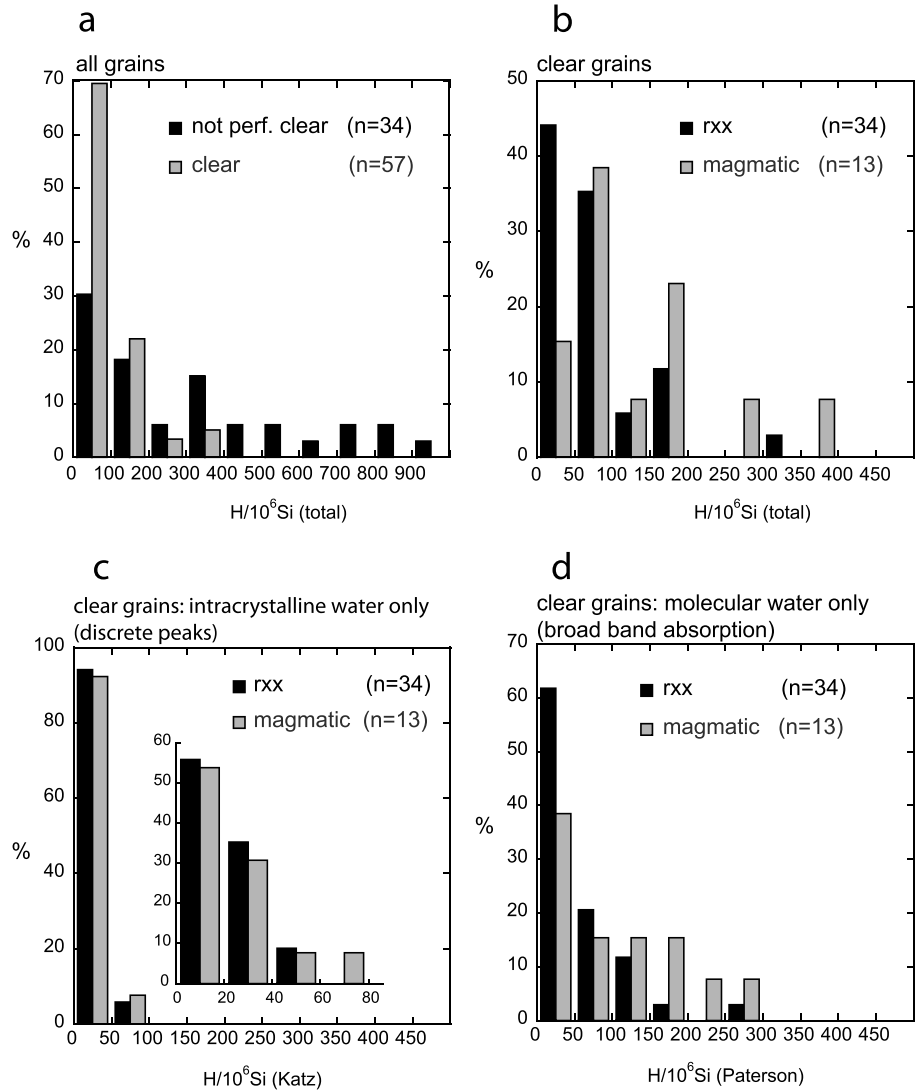 a
all grains
70
60
50
40
30
20
10
0
%
not perf. clear (n=34)
clear (n=57)
0 100 200 300 400 500 600 700 800 900
H/10⁶Si (total)
b
clear grains
50
40
30
20
10
0
%
rxx (n=34)
magmatic (n=13)
0 50 100 150 200 250 300 350 400 450
H/10⁶Si (total)
c
clear grains: intracrystalline water only
(discrete peaks)
100
80
60
40
20
0
%
rxx (n=34)
magmatic (n=13)
60
50
40
30
20
10
0
0 20 40 60 80
0 50 100 150 200 250 300 350 400 450
H/10⁶Si (Katz)
d
clear grains: molecular water only
(broad band absorption)
70
60
50
40
30
20
10
0
%
rxx (n=34)
magmatic (n=13)
0 50 100 150 200 250 300 350 400 450
H/10⁶Si (Paterson)